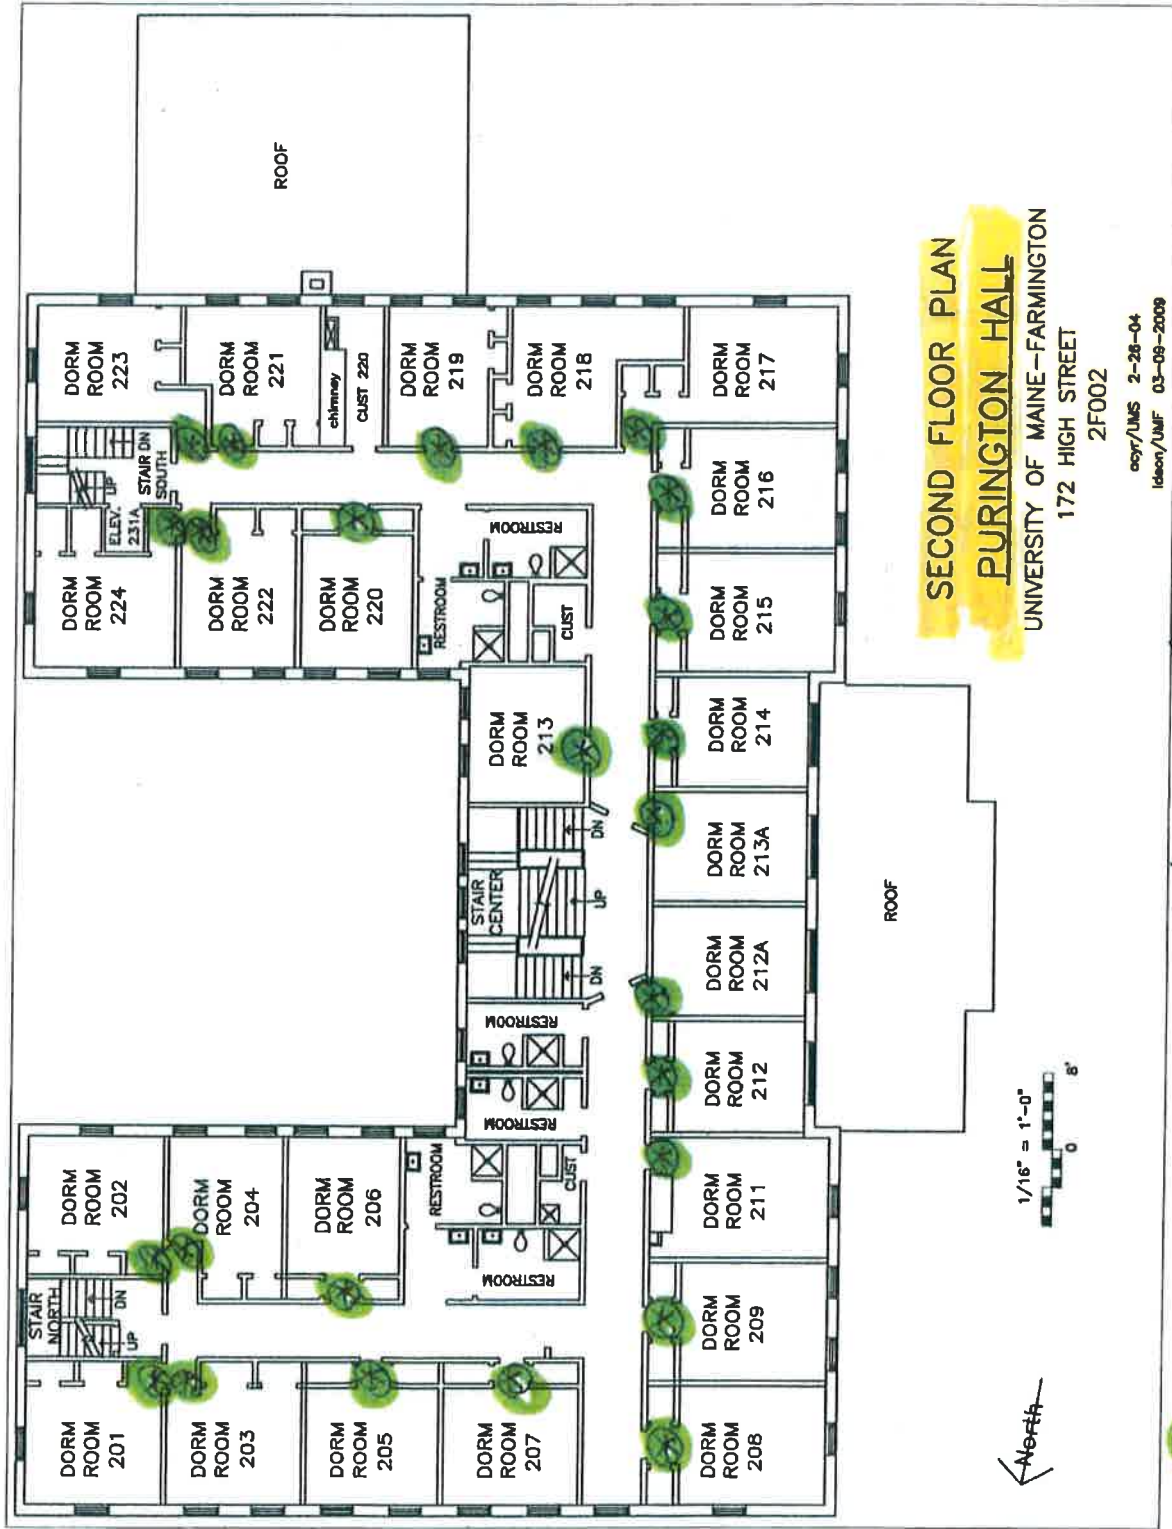 ROOF
DORM
ROOM
223
DORM
ROOM
221
chimney
CUST 220
DORM
ROOM
219
DORM
ROOM
218
DORM
ROOM
217
UP
STAIR DN
SOUTH
ELEV.
231A
DORM
ROOM
224
DORM
ROOM
222
DORM
ROOM
220
RESTROOM
RESTROOM
CUST
DORM
ROOM
216
DORM
ROOM
215
DORM
ROOM
213
DORM
ROOM
214
DN
STAIR
CENTER
UP
DN
DORM
ROOM
213A
DORM
ROOM
212A
RESTROOM
RESTROOM
DORM
ROOM
212
ROOF
DORM
ROOM
202
DORM
ROOM
204
DORM
ROOM
206
RESTROOM
RESTROOM
CUST
DORM
ROOM
211
STAIR
NORTH
DN
UP
DORM
ROOM
209
DORM
ROOM
201
DORM
ROOM
203
DORM
ROOM
205
DORM
ROOM
207
DORM
ROOM
208
SECOND FLOOR PLAN
PURINGTON HALL
UNIVERSITY OF MAINE-FARMINGTON
172 HIGH STREET
2F002
2-26-04
03-09-2009
1/16" = 1'-0"
0 8'
North